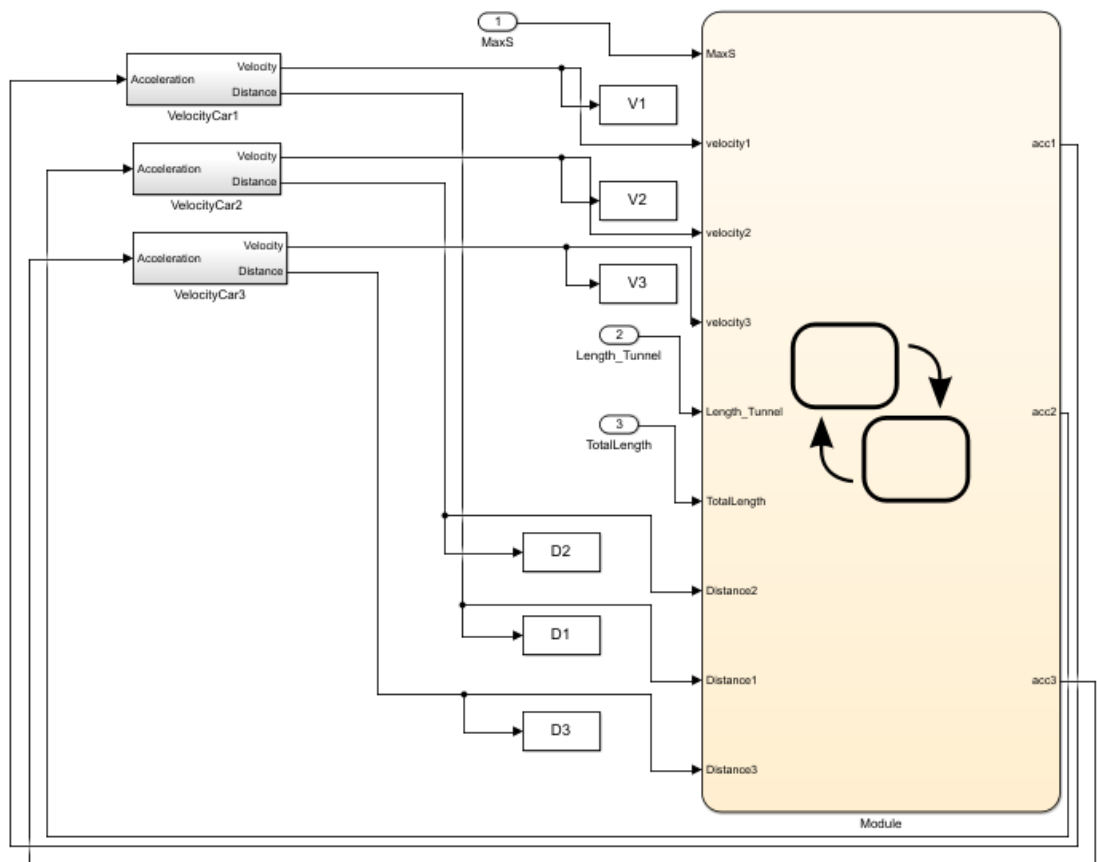 1
MaxS
MaxS
Velocity
Acceleration
Distance
VelocityCar1
V1
velocity1
acc1
Velocity
Acceleration
Distance
VelocityCar2
V2
velocity2
Velocity
Acceleration
Distance
VelocityCar3
V3
velocity3
2
Length_Tunnel
Length_Tunnel
acc2
3
TotalLength
TotalLength
D2
Distance2
D1
Distance1
acc3
D3
Distance3
Module